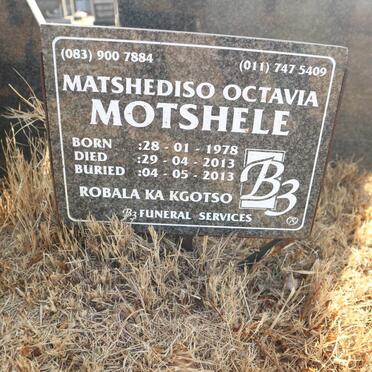 (083) 900 7884 (011) 747 5409
MATSHEDISO OCTAVIA
MOTSHELE
BORN :28 - 01 - 1978
DIED :29 - 04 - 2013
BURIED :04 - 05 - 2013
B3
ROBALA KA KGOTSO
B3 FUNERAL SERVICES ®